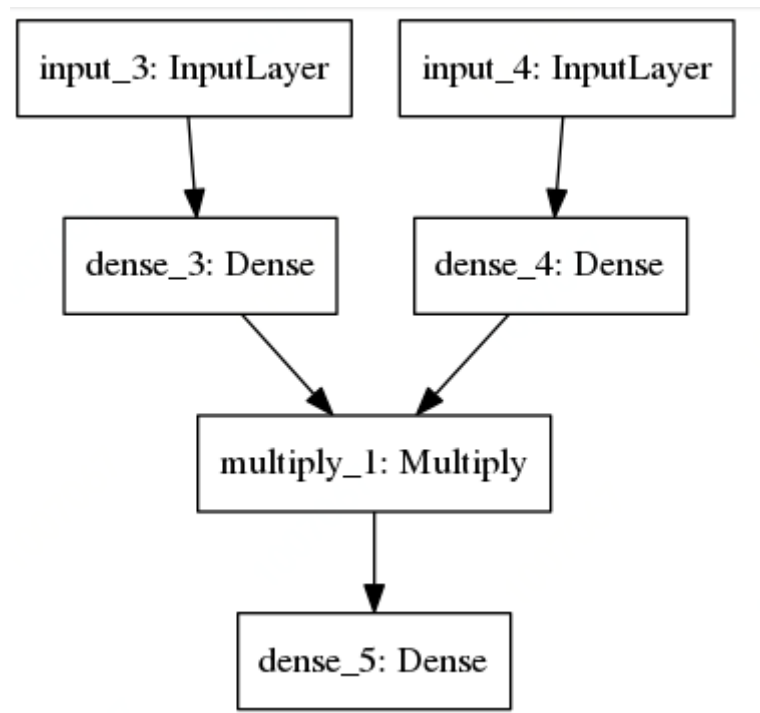 input_3: InputLayer
input_4: InputLayer
dense_3: Dense
dense_4: Dense
multiply_1: Multiply
dense_5: Dense